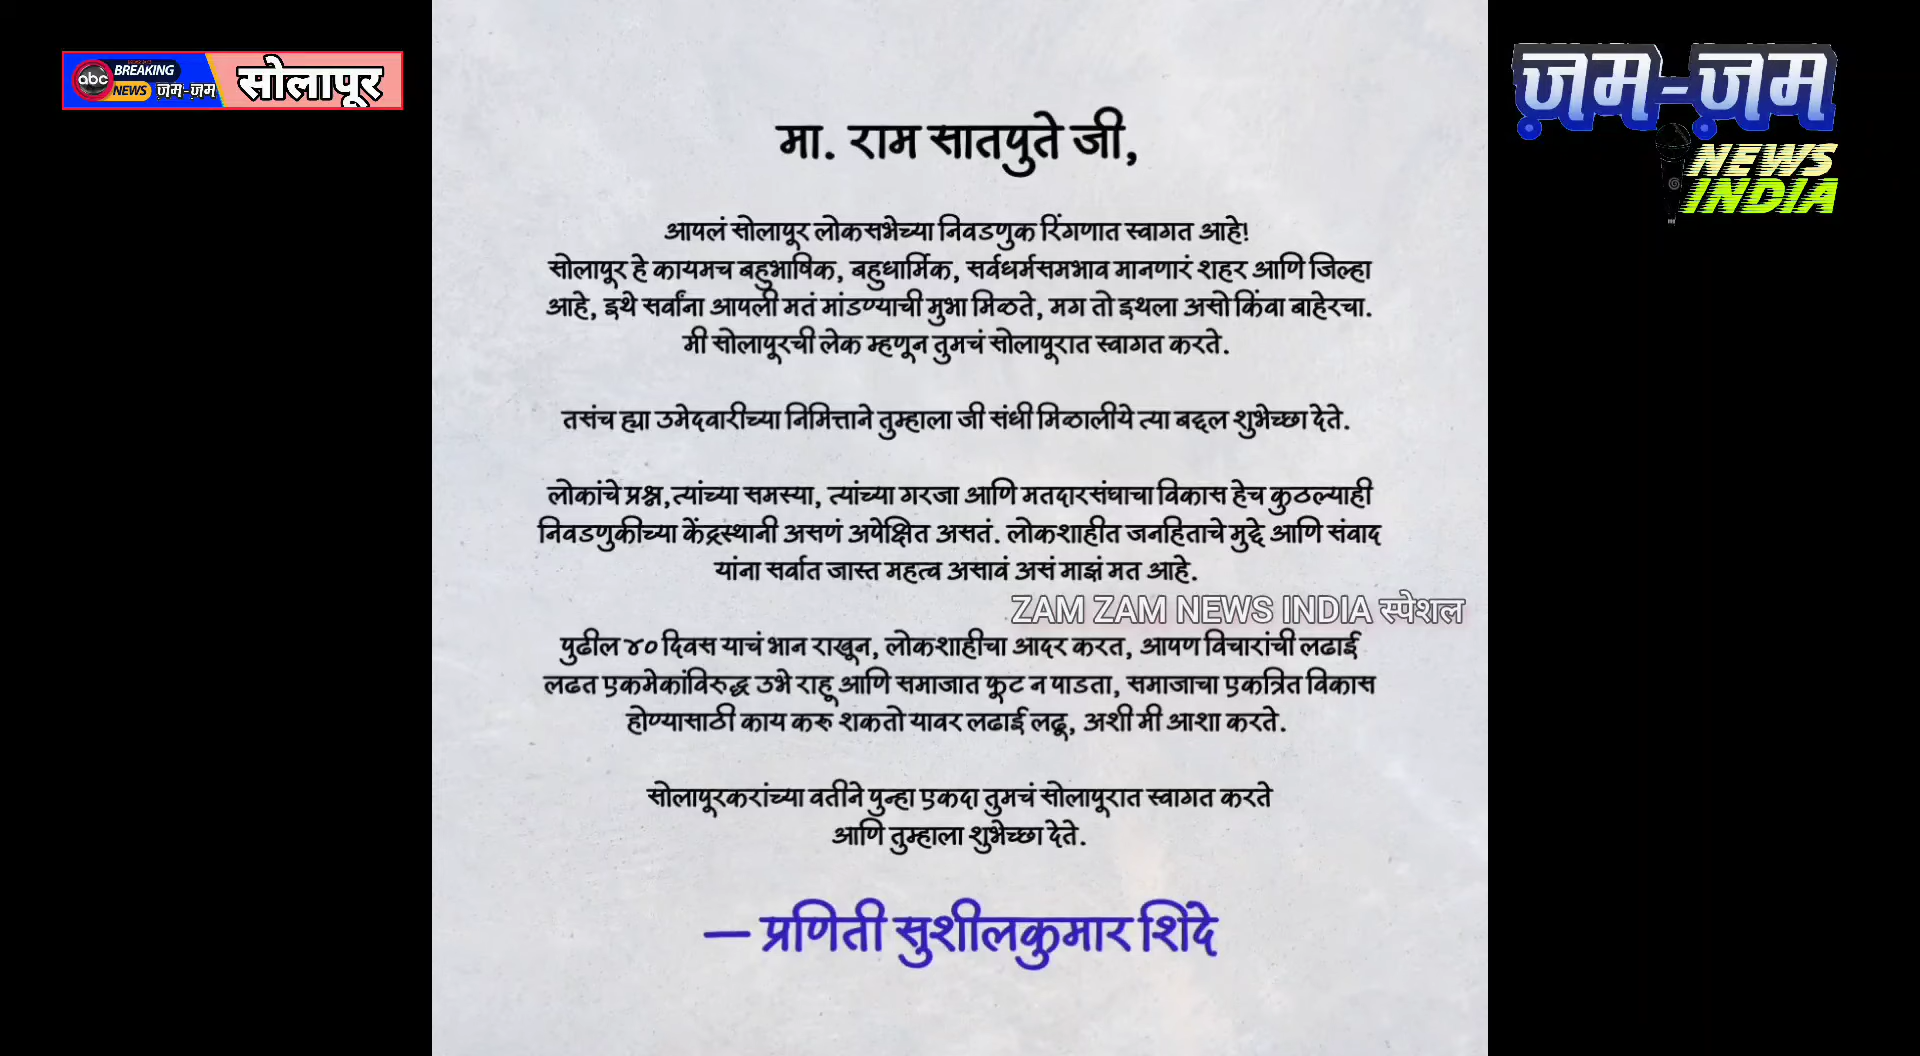 abc BREAKING NEWS ज़म-ज़म सोलापूर
ज़म-ज़म
NEWS
INDIA
मा. राम सातपुते जी,
आपलं सोलापूर लोकसभेच्या निवडणुक रिंगणात स्वागत आहे!
सोलापूर हे कायमच बहुभाषिक, बहुधार्मिक, सर्वधर्मसमभाव मानणारं शहर आणि जिल्हा
आहे, इथे सर्वांना आपली मतं मांडण्याची मुभा मिळते, मग तो इथला असो किंवा बाहेरचा.
मी सोलापूरची लेक म्हणून तुमचं सोलापूरात स्वागत करते.
तसंच ह्या उमेदवारीच्या निमित्ताने तुम्हाला जी संधी मिळालीये त्या बद्दल शुभेच्छा देते.
लोकांचे प्रश्न,त्यांच्या समस्या, त्यांच्या गरजा आणि मतदारसंघाचा विकास हेच कुठल्याही
निवडणुकीच्या केंद्रस्थानी असणं अपेक्षित असतं. लोकशाहीत जनहिताचे मुद्दे आणि संवाद
यांना सर्वात जास्त महत्व असावं असं माझं मत आहे.
ZAM ZAM NEWS INDIA स्पेशल
पुढील ४० दिवस याचं भान राखून, लोकशाहीचा आदर करत, आपण विचारांची लढाई
लढत एकमेकांविरुद्ध उभे राहू आणि समाजात फूट न पाडता, समाजाचा एकत्रित विकास
होण्यासाठी काय करू शकतो यावर लढाई लढू, अशी मी आशा करते.
सोलापूरकरांच्या वतीने पुन्हा एकदा तुमचं सोलापूरात स्वागत करते
आणि तुम्हाला शुभेच्छा देते.
— प्रणिती सुशीलकुमार शिंदे